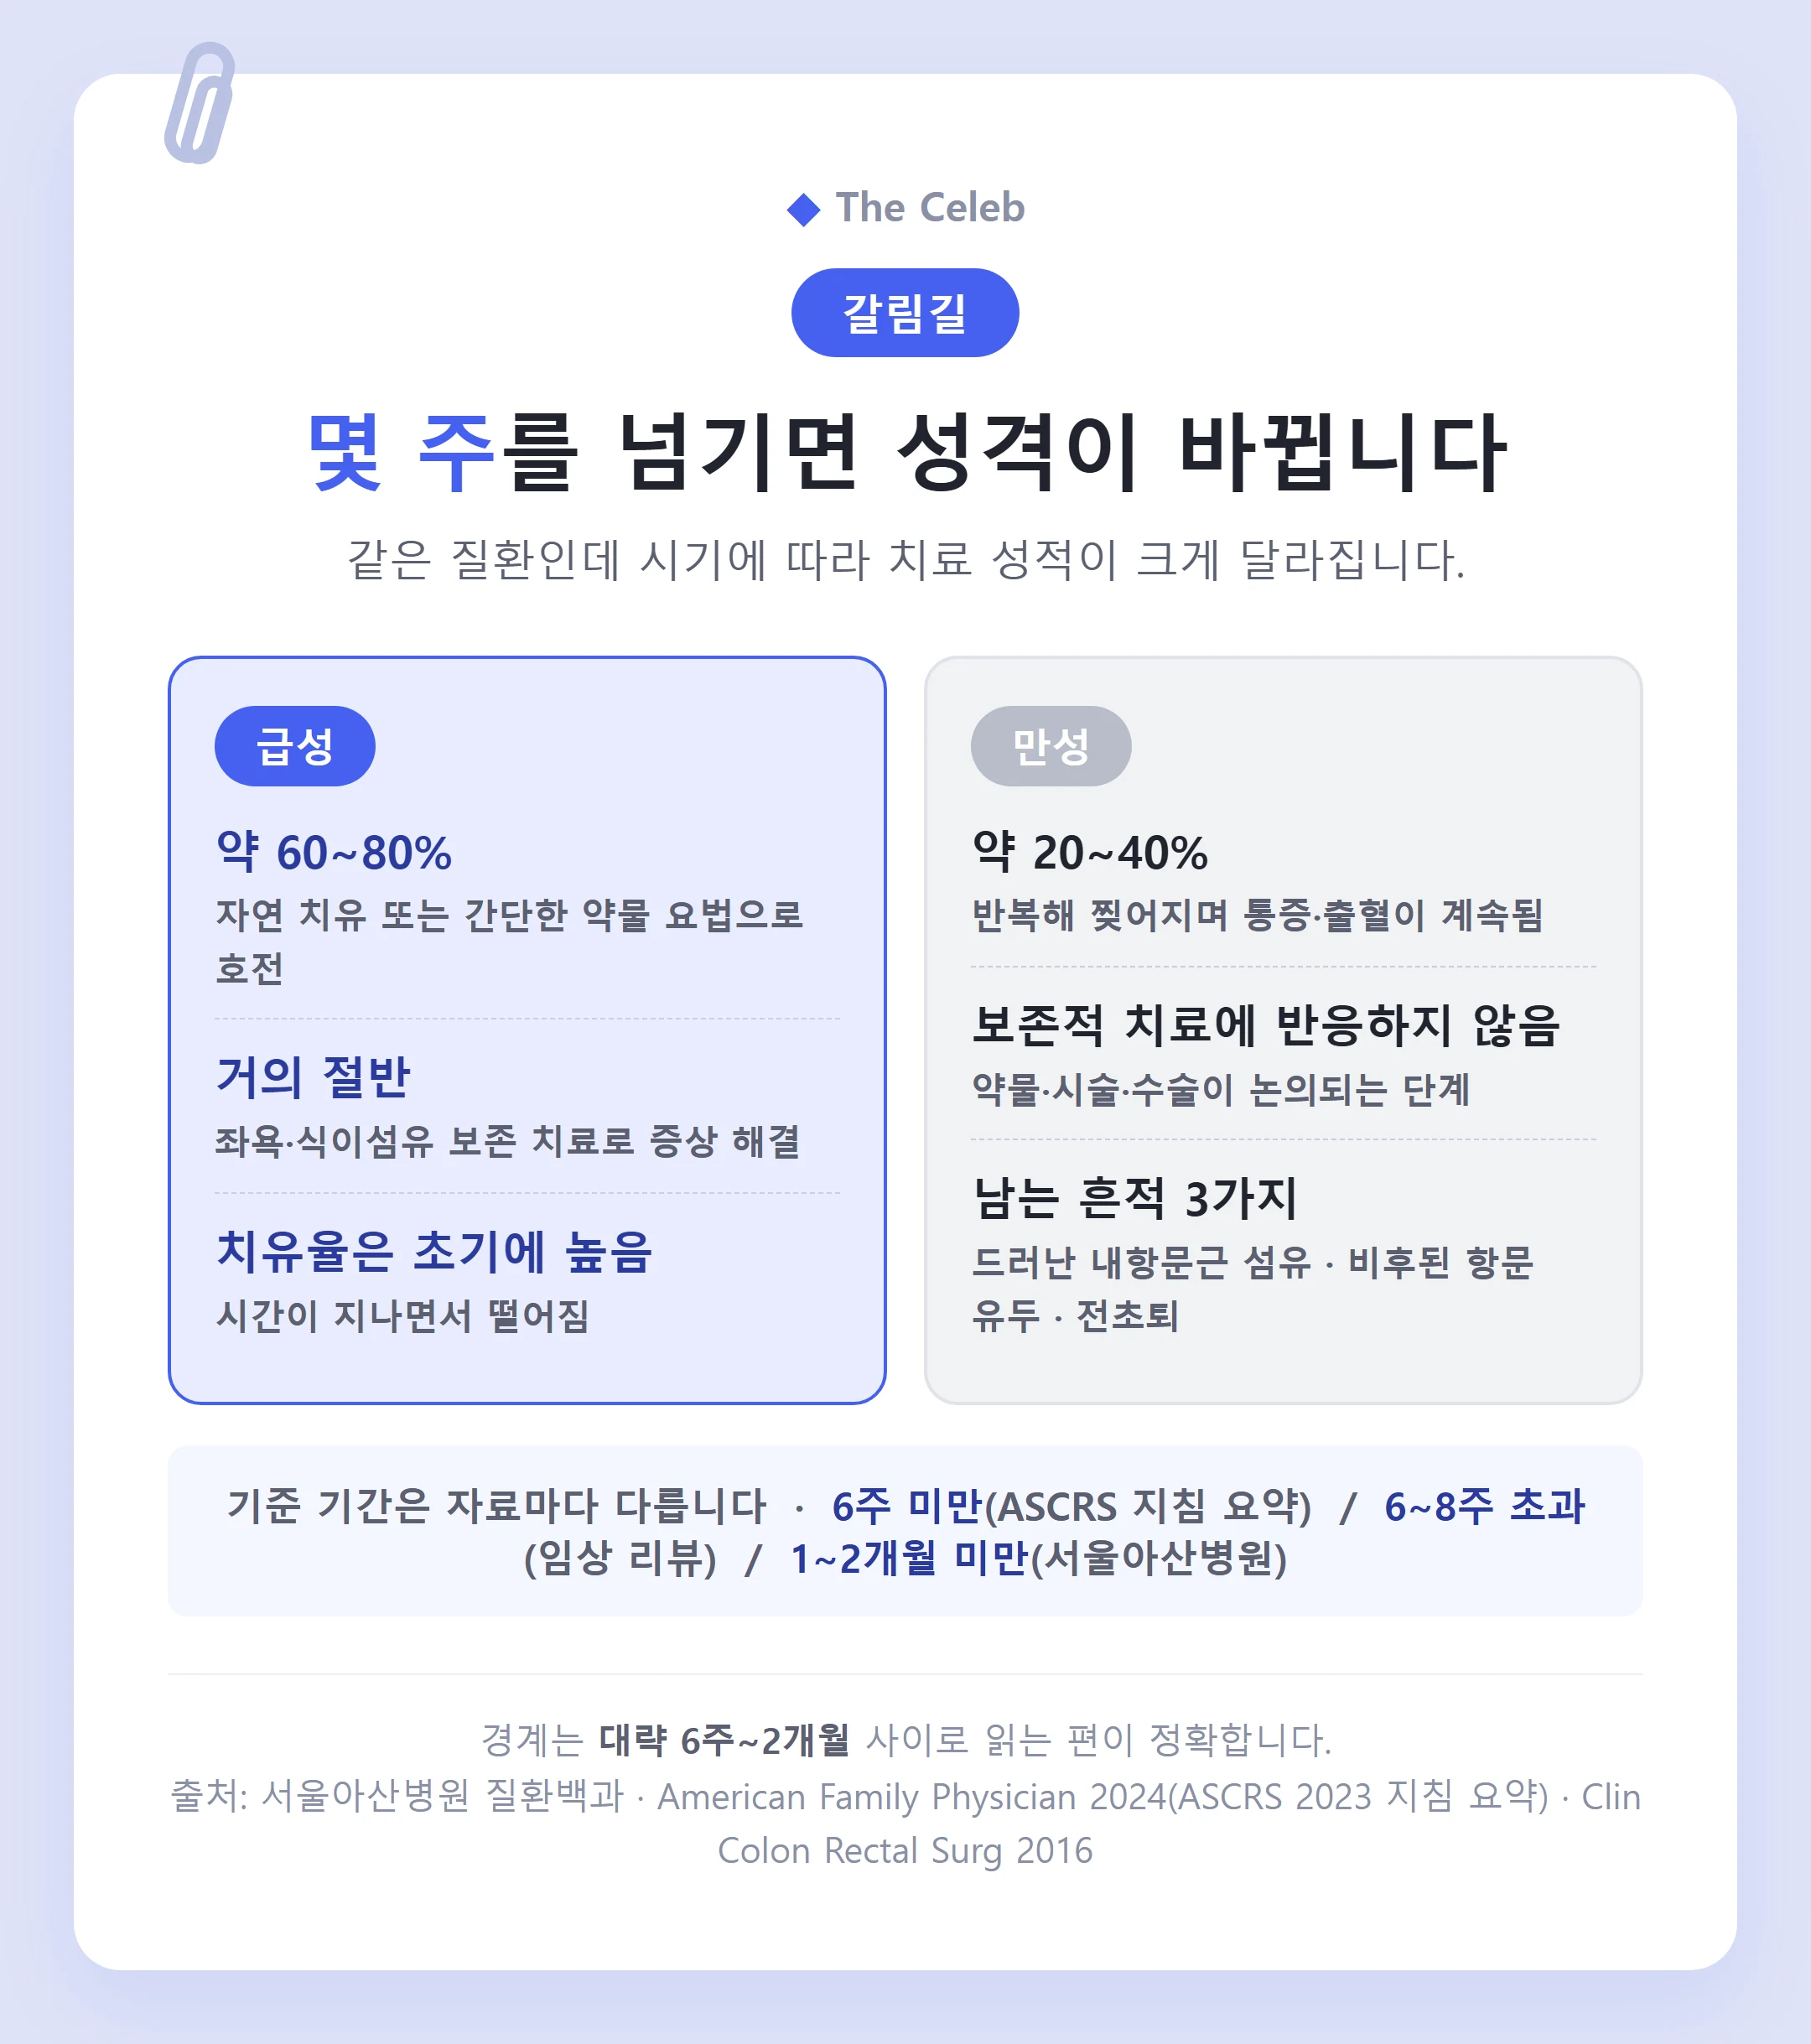 The Celeb
갈림길
몇 주를 넘기면 성격이 바뀝니다
같은 질환인데 시기에 따라 치료 성적이 크게 달라집니다.
급성
약 60~80%
자연 치유 또는 간단한 약물 요법으로
호전
거의 절반
좌욕·식이섬유 보존 치료로 증상 해결
치유율은 초기에 높음
시간이 지나면서 떨어짐
만성
약 20~40%
반복해 찢어지며 통증·출혈이 계속됨
보존적 치료에 반응하지 않음
약물·시술·수술이 논의되는 단계
남는 흔적 3가지
드러난 내항문근 섬유 · 비후된 항문
유두 · 전초퇴
기준 기간은 자료마다 다릅니다 · 6주 미만(ASCRS 지침 요약) / 6~8주 초과
(임상 리뷰) / 1~2개월 미만(서울아산병원)
경계는 대략 6주~2개월 사이로 읽는 편이 정확합니다.
출처: 서울아산병원 질환백과 · American Family Physician 2024(ASCRS 2023 지침 요약) · Clin
Colon Rectal Surg 2016